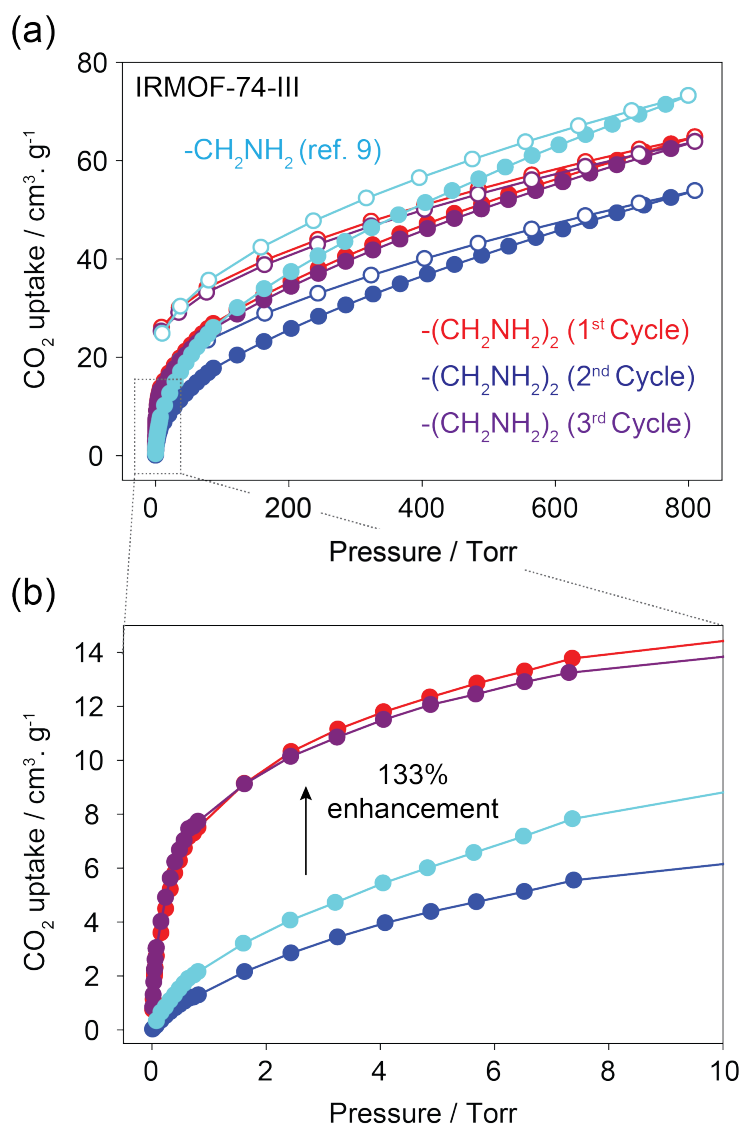 (a)
80
60
40
20
0
CO₂ uptake / cm³. g⁻¹
IRMOF-74-III
-CH₂NH₂ (ref. 9)
-(CH₂NH₂)₂ (1ˢᵗ Cycle)
-(CH₂NH₂)₂ (2ⁿᵈ Cycle)
-(CH₂NH₂)₂ (3ʳᵈ Cycle)
0 200 400 600 800
Pressure / Torr
(b)
14
12
10
8
6
4
2
0
CO₂ uptake / cm³. g⁻¹
133%
enhancement
0 2 4 6 8 10
Pressure / Torr